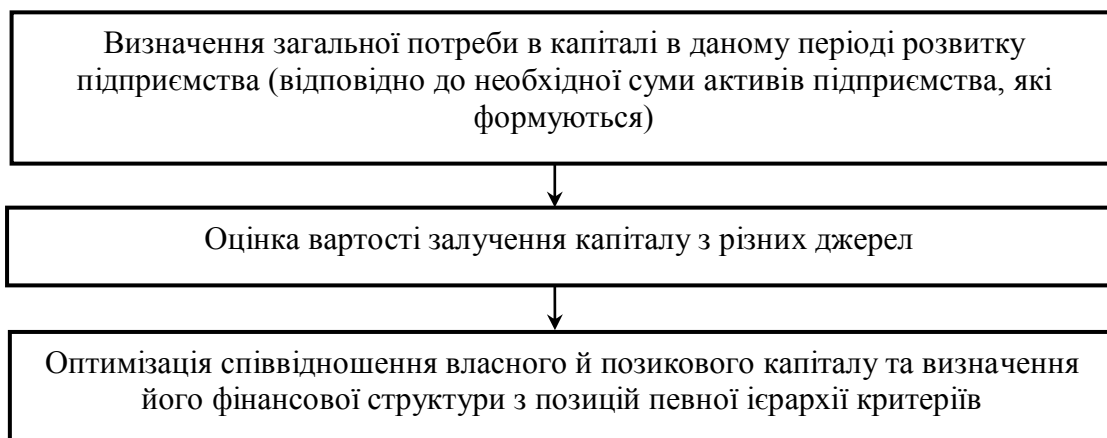 Визначення загальної потреби в капіталі в даному періоді розвитку
підприємства (відповідно до необхідної суми активів підприємства, які
формуються)
Оцінка вартості залучення капіталу з різних джерел
Оптимізація співвідношення власного й позикового капіталу та визначення
його фінансової структури з позицій певної ієрархії критеріїв